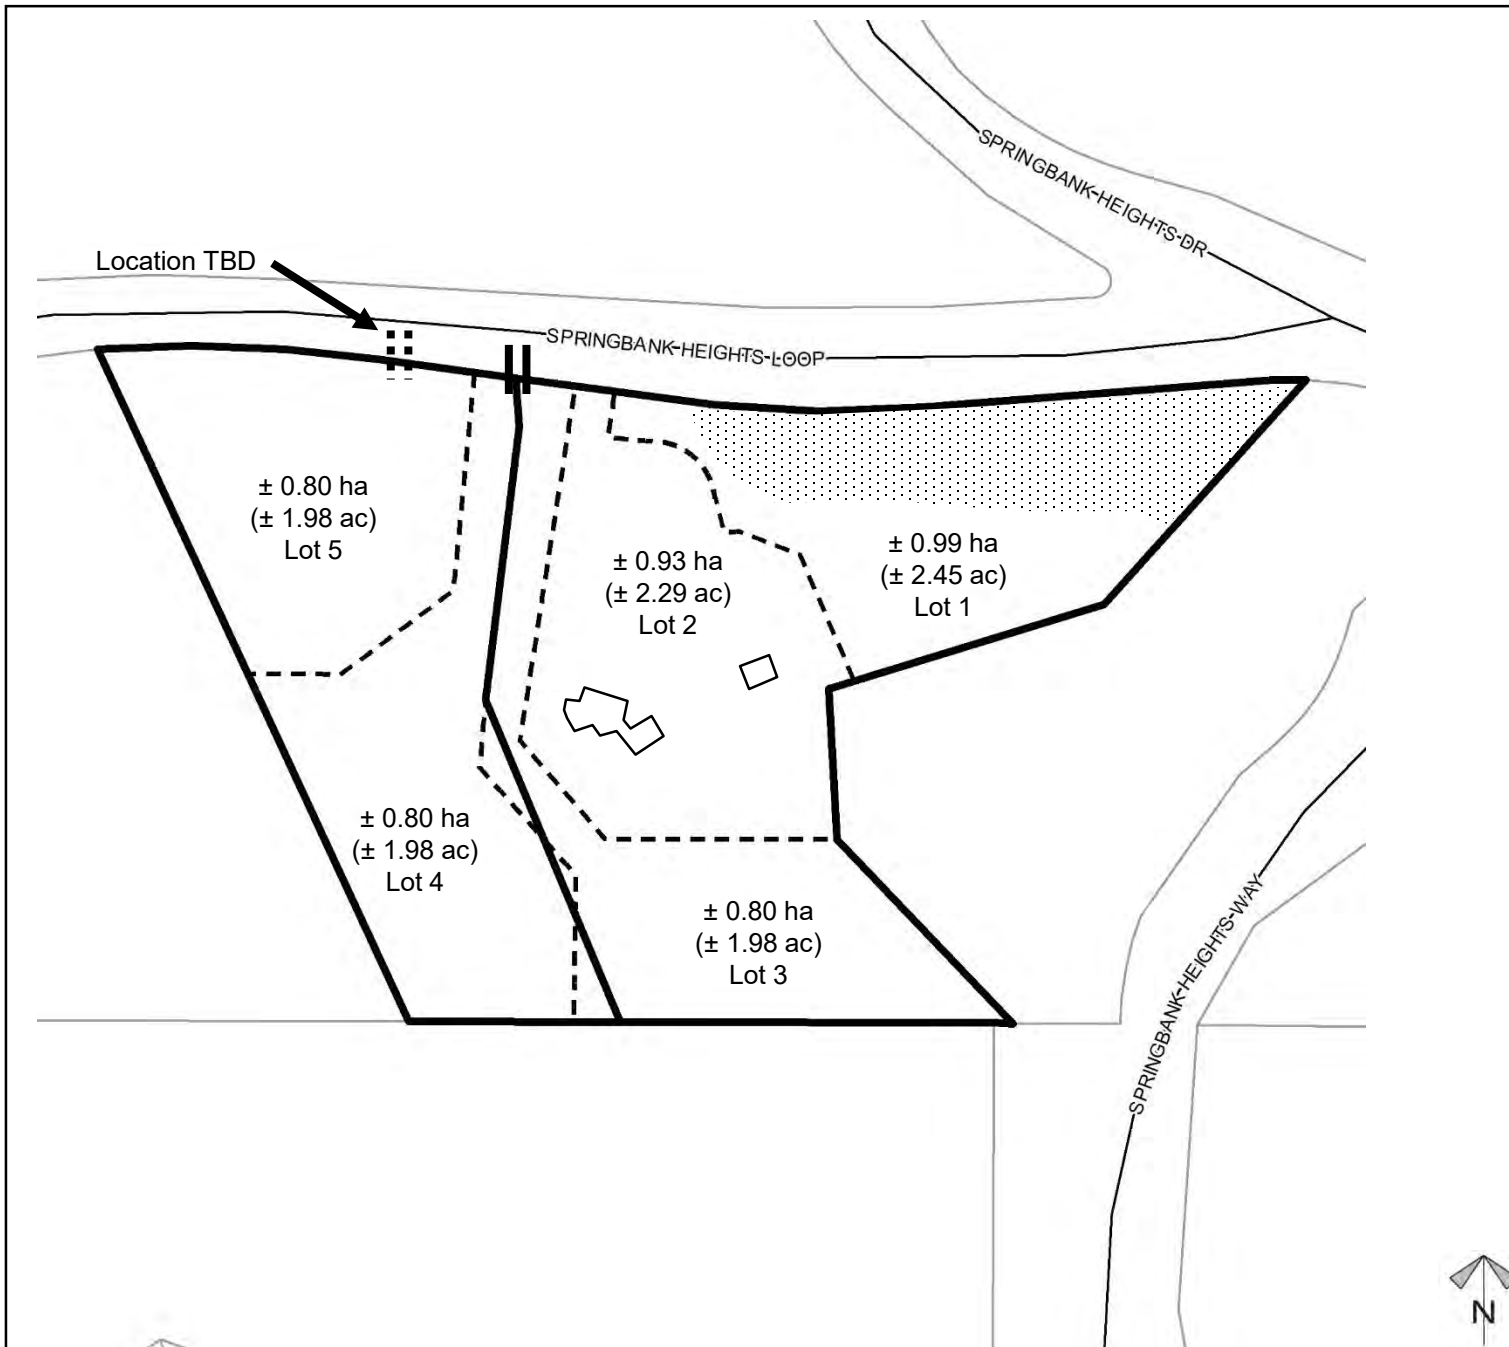 SPRINGBANK HEIGHTS DR
Location TBD
SPRINGBANK HEIGHTS LOOP
± 0.80 ha
(± 1.98 ac)
Lot 5
± 0.93 ha
(± 2.29 ac)
Lot 2
± 0.99 ha
(± 2.45 ac)
Lot 1
± 0.80 ha
(± 1.98 ac)
Lot 4
± 0.80 ha
(± 1.98 ac)
Lot 3
SPRINGBANK HEIGHTS WAY
N